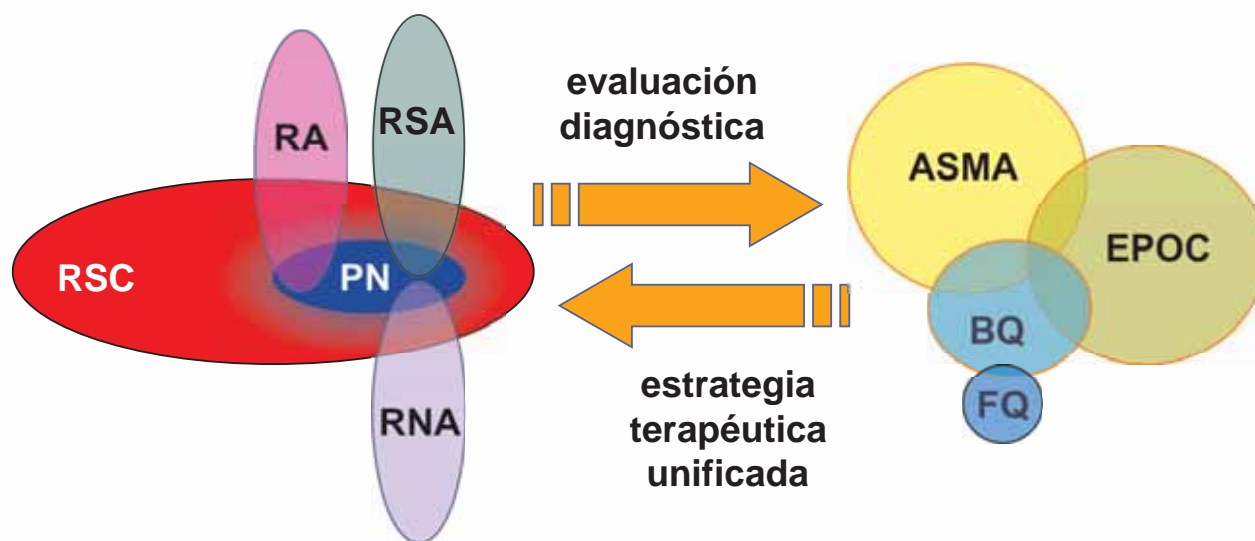 RA
RSA
RSC
PN
RNA
evaluación
diagnóstica
estrategia
terapéutica
unificada
ASMA
EPOC
BQ
FQ